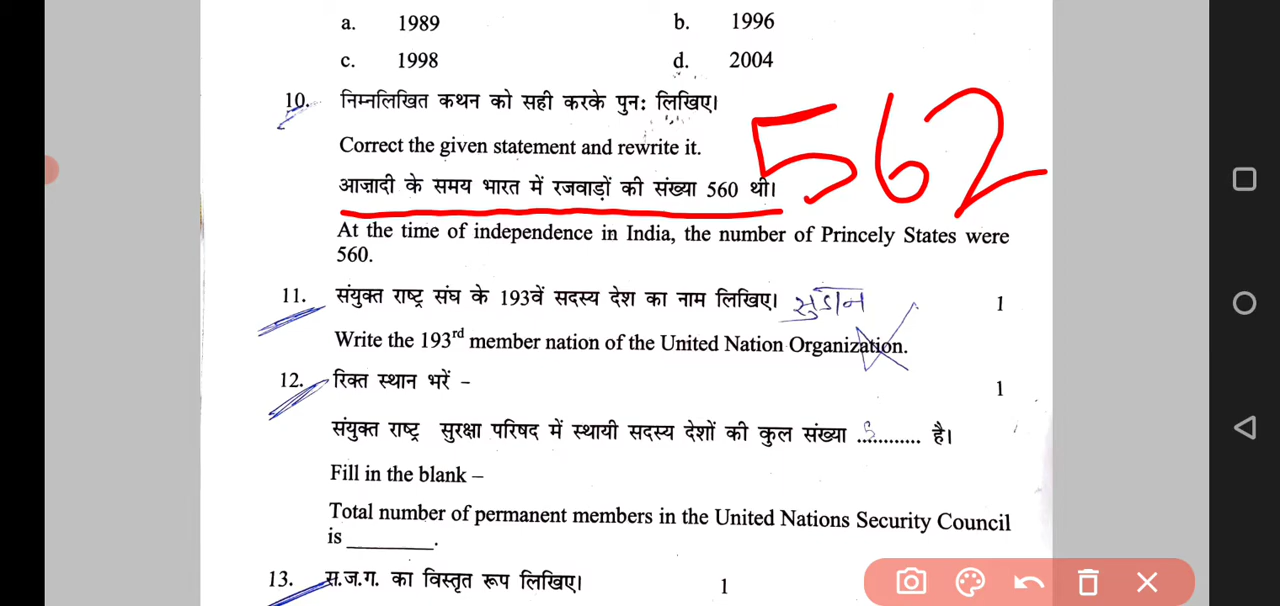 a. 1989 b. 1996
c. 1998 d. 2004
10. निम्नलिखित कथन को सही करके पुन: लिखिए।
Correct the given statement and rewrite it.
562
आज़ादी के समय भारत में रजवाड़ों की संख्या 560 थी।
At the time of independence in India, the number of Princely States were
560.
11. संयुक्त राष्ट्र संघ के 193वें सदस्य देश का नाम लिखिए। सुडान 1
Write the 193rd member nation of the United Nation Organization.
12. रिक्त स्थान भरें - 1
संयुक्त राष्ट्र सुरक्षा परिषद में स्थायी सदस्य देशों की कुल संख्या ..5.......... है।
Fill in the blank –
Total number of permanent members in the United Nations Security Council
is ________.
13. स.ज.ग. का विस्तृत रूप लिखिए। 1